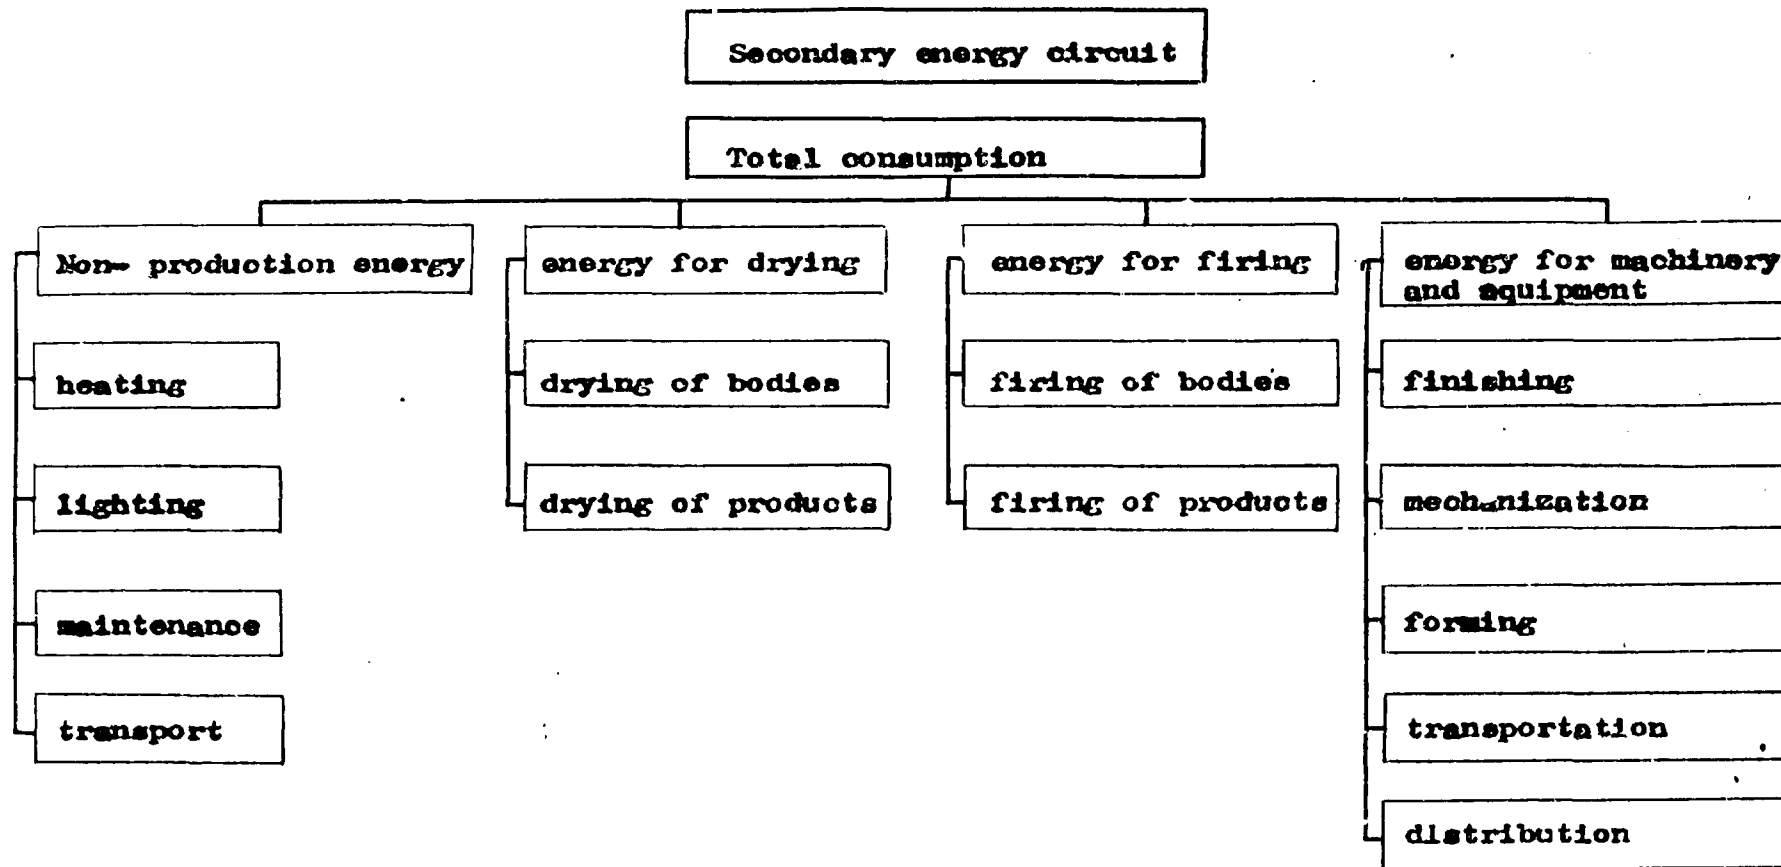 Secondary energy circuit
Total consumption
Non- production energy
heating
lighting
maintenance
transport
energy for drying
drying of bodies
drying of products
energy for firing
firing of bodies
firing of products
energy for machinery
and equipment
finishing
mechanization
forming
transportation
distribution